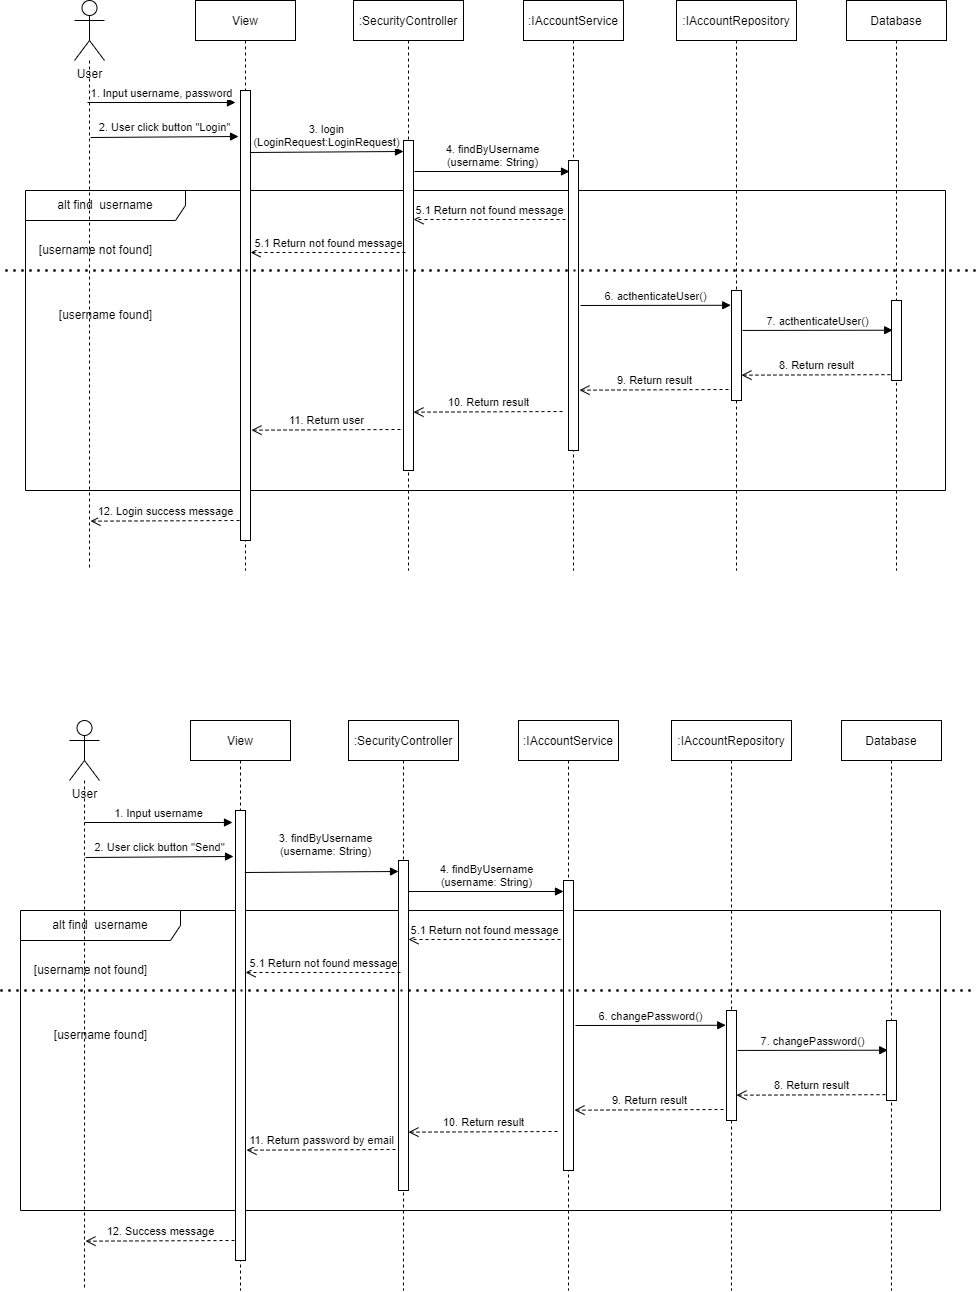 View
:SecurityController
:IAccountService
:IAccountRepository
Database
User
1. Input username, password
2. User click button "Login"
3. login
(LoginRequest:LoginRequest)
4. findByUsername
(username: String)
alt find  username
5.1 Return not found message
5.1 Return not found message
[username not found]
[username found]
6. acthenticateUser()
7. acthenticateUser()
8. Return result
9. Return result
10. Return result
11. Return user
12. Login success message
View
:SecurityController
:IAccountService
:IAccountRepository
Database
User
1. Input username
2. User click button "Send"
3. findByUsername
(username: String)
4. findByUsername
(username: String)
alt find  username
5.1 Return not found message
5.1 Return not found message
[username not found]
[username found]
6. changePassword()
7. changePassword()
8. Return result
9. Return result
10. Return result
11. Return password by email
12. Success message